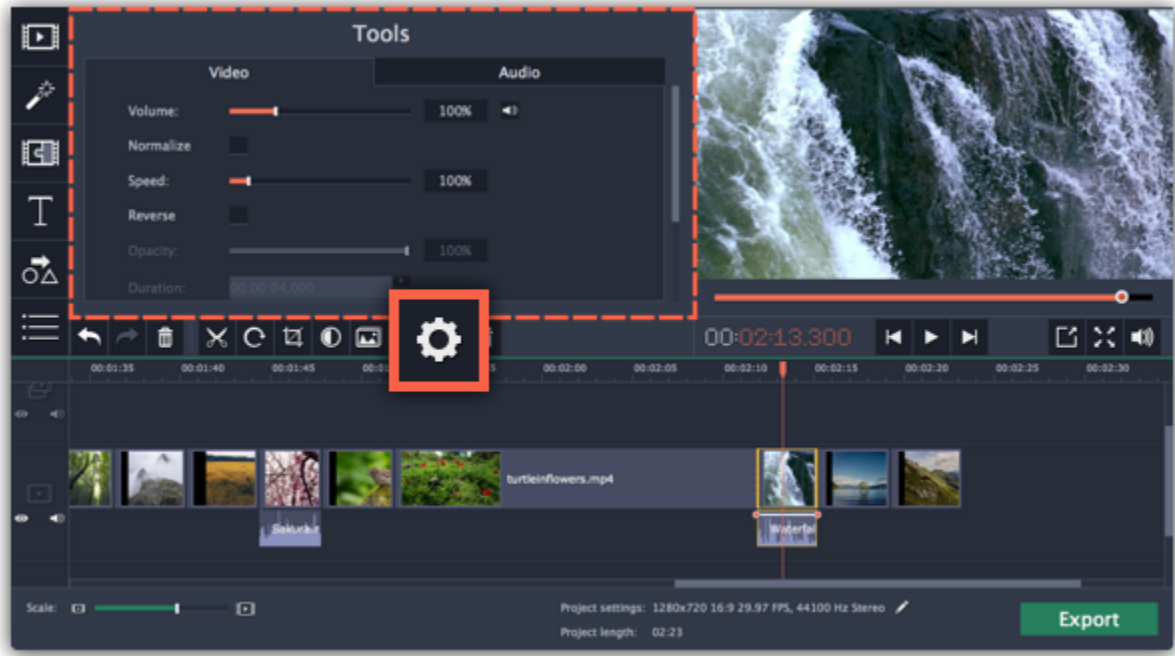 Tools
Video
Audio
Volume:
100%
Normalize
Speed:
100%
Reverse
Opacity:
100%
Duration:
00:00:04.000
T
00:02:13.300
00:01:35
00:01:40
00:01:45
00:02:00
00:02:05
00:02:10
00:02:15
00:02:20
00:02:25
00:02:30
turtleinflowers.mp4
Sakura.
Waterfal
Scale:
Project settings: 1280x720 16:9 29.97 FPS, 44100 Hz Stereo
Project length: 02:23
Export